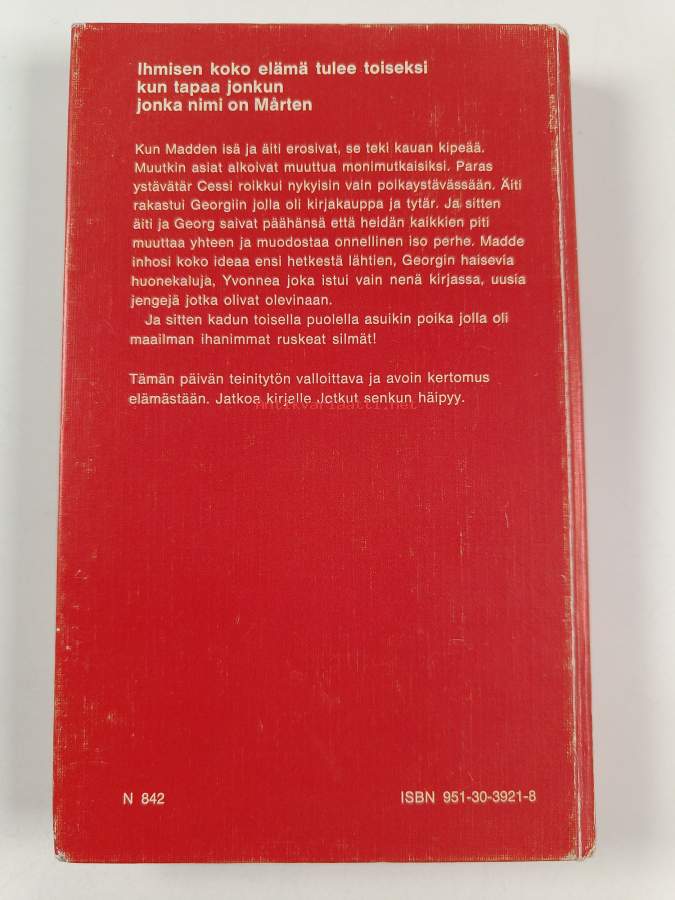 Ihmisen koko elämä tulee toiseksi
kun tapaa jonkun
jonka nimi on Mårten
Kun Madden isä ja äiti erosivat, se teki kauan kipeää.
Muutkin asiat alkoivat muuttua monimutkaisiksi. Paras
ystävätär Cessi roikkui nykyisin vain poikaystävässään. Äiti
rakastui Georgiin jolla oli kirjakauppa ja tytär. Ja sitten
äiti ja Georg saivat päähänsä että heidän kaikkien piti
muuttaa yhteen ja muodostaa onnellinen iso perhe. Madde
inhosi koko ideaa ensi hetkestä lähtien, Georgin haisevia
huonekaluja, Yvonnea joka istui vain nenä kirjassa, uusia
jengejä jotka olivat olevinaan.
Ja sitten kadun toisella puolella asuikin poika jolla oli
maailman ihanimmat ruskeat silmät!
Tämän päivän teinitytön valloittava ja avoin kertomus
elämästään. Jatkoa kirjalle Jotkut senkun häipyy.
antikvariaatti.net
N 842
ISBN 951-30-3921-8